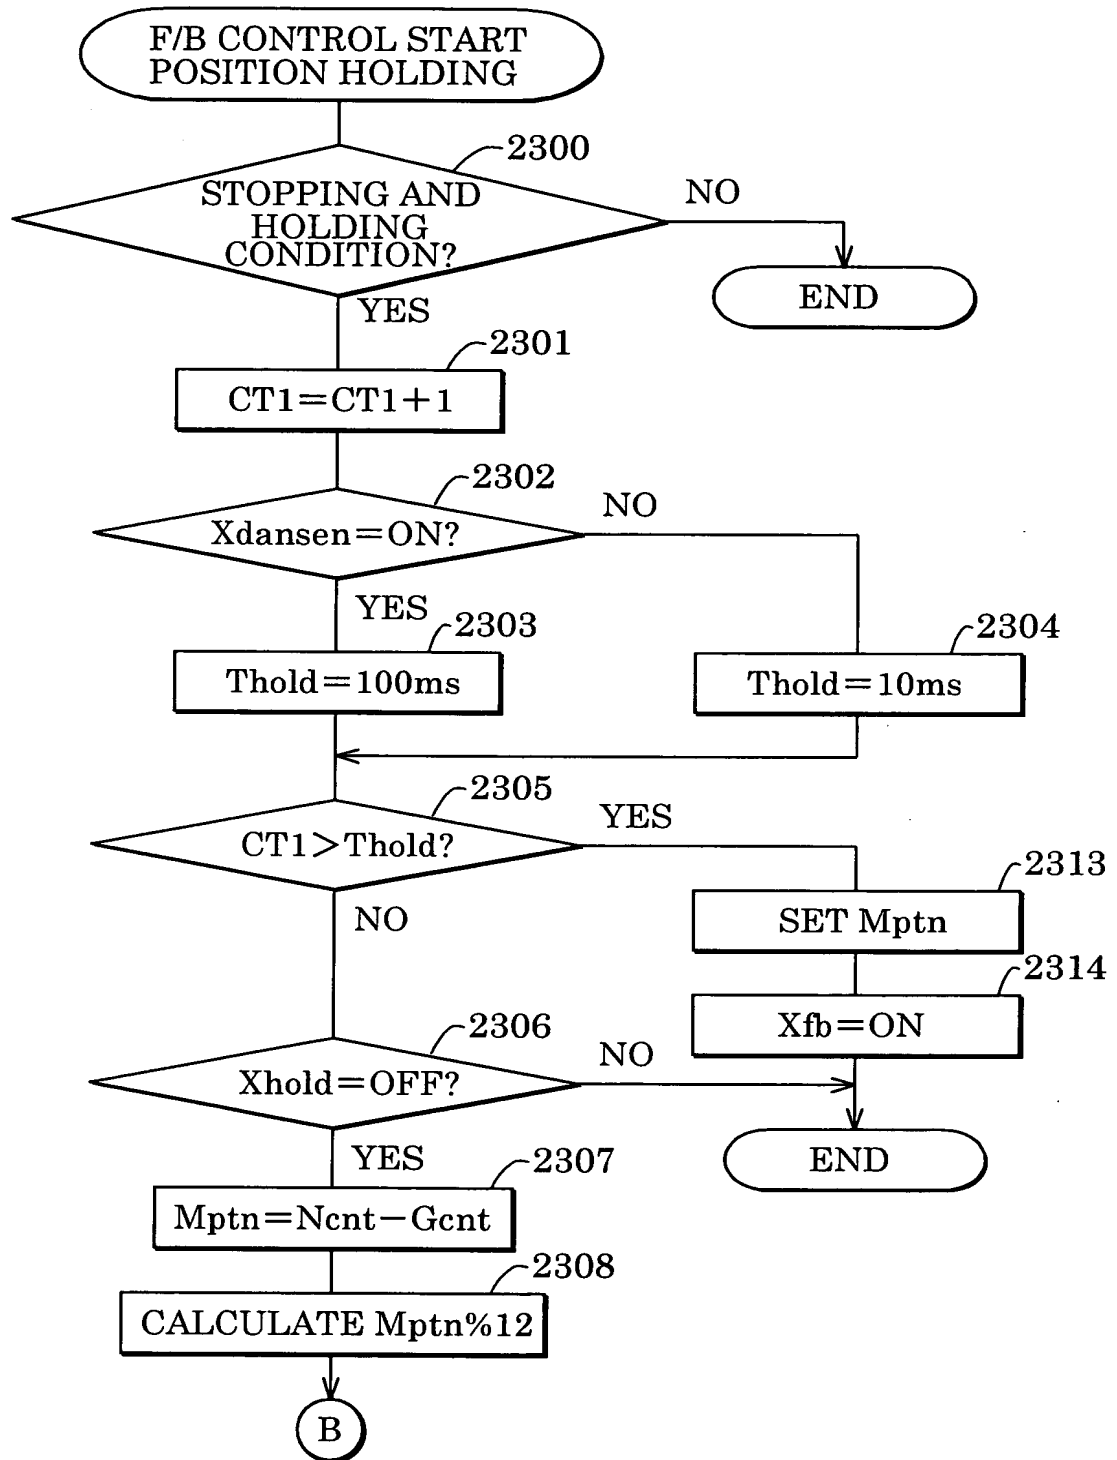 F/B CONTROL START
POSITION HOLDING
2300
STOPPING AND
HOLDING
CONDITION?
NO
END
YES
2301
CT1=CT1+1
2302
Xdansen=ON?
NO
YES
2303
Thold=100ms
2304
Thold=10ms
2305
CT1>Thold?
YES
NO
2313
SET Mptn
2314
Xfb=ON
2306
Xhold=OFF?
NO
END
YES
2307
Mptn=Ncnt−Gcnt
2308
CALCULATE Mptn%12
B